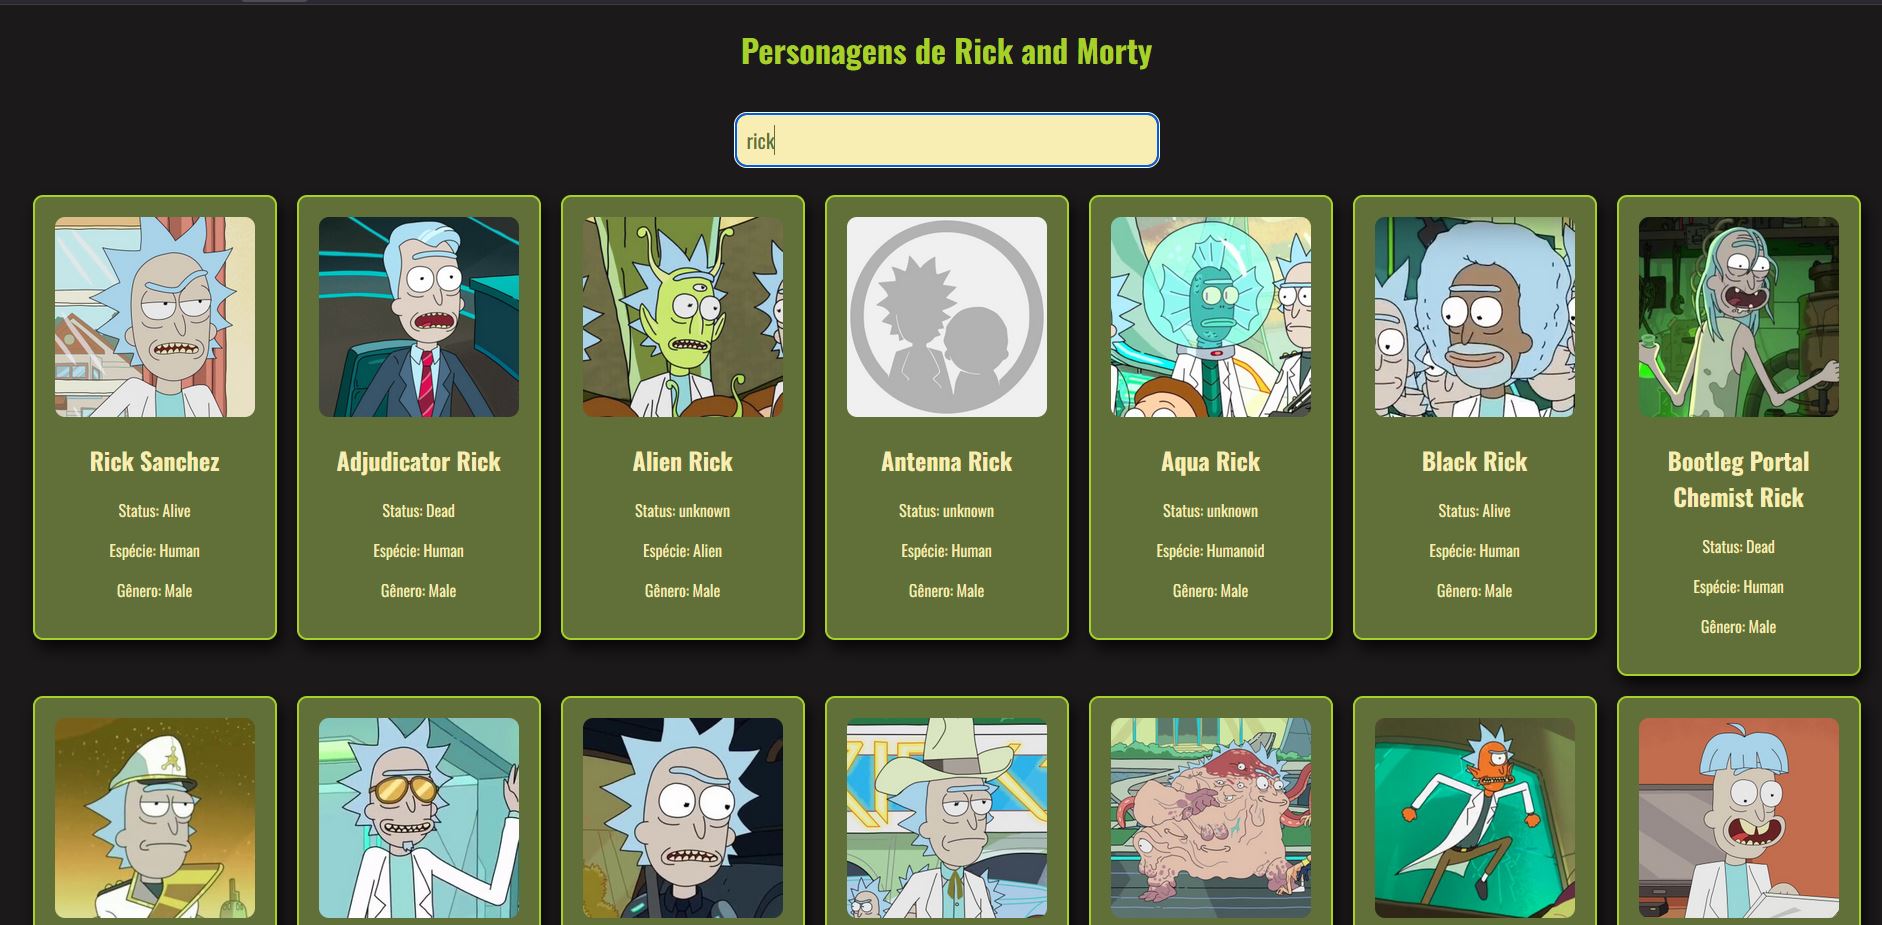 Personagens de Rick and Morty
rick
Rick Sanchez
Status: Alive
Espécie: Human
Gênero: Male
Adjudicator Rick
Status: Dead
Espécie: Human
Gênero: Male
Alien Rick
Status: unknown
Espécie: Alien
Gênero: Male
Antenna Rick
Status: unknown
Espécie: Human
Gênero: Male
Aqua Rick
Status: unknown
Espécie: Humanoid
Gênero: Male
Black Rick
Status: Alive
Espécie: Human
Gênero: Male
Bootleg Portal
Chemist Rick
Status: Dead
Espécie: Human
Gênero: Male